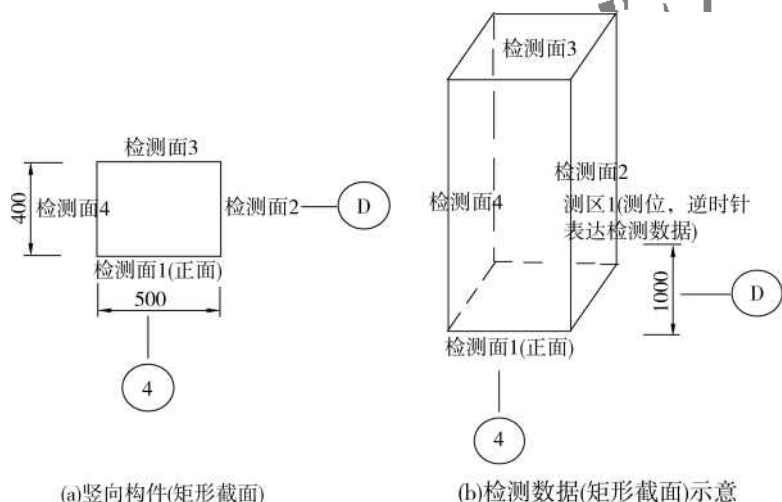 检测面3
400
检测面4
检测面2
D
检测面1(正面)
500
4
(a)竖向构件(矩形截面)
检测面3
检测面2
检测面4
测区1(测位，逆时针
表达检测数据)
1000
D
检测面1(正面)
4
(b)检测数据(矩形截面)示意